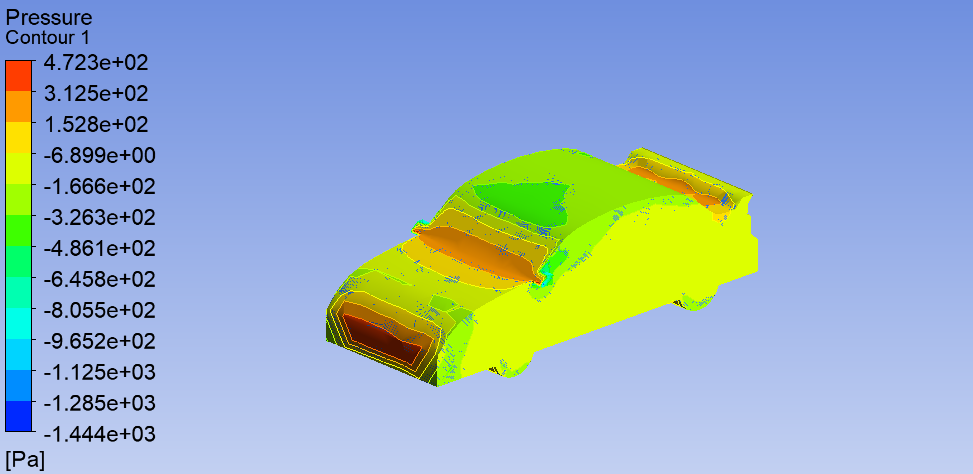 Pressure
Contour 1
4.723e+02
3.125e+02
1.528e+02
-6.899e+00
-1.666e+02
-3.263e+02
-4.861e+02
-6.458e+02
-8.055e+02
-9.652e+02
-1.125e+03
-1.285e+03
-1.444e+03
[Pa]